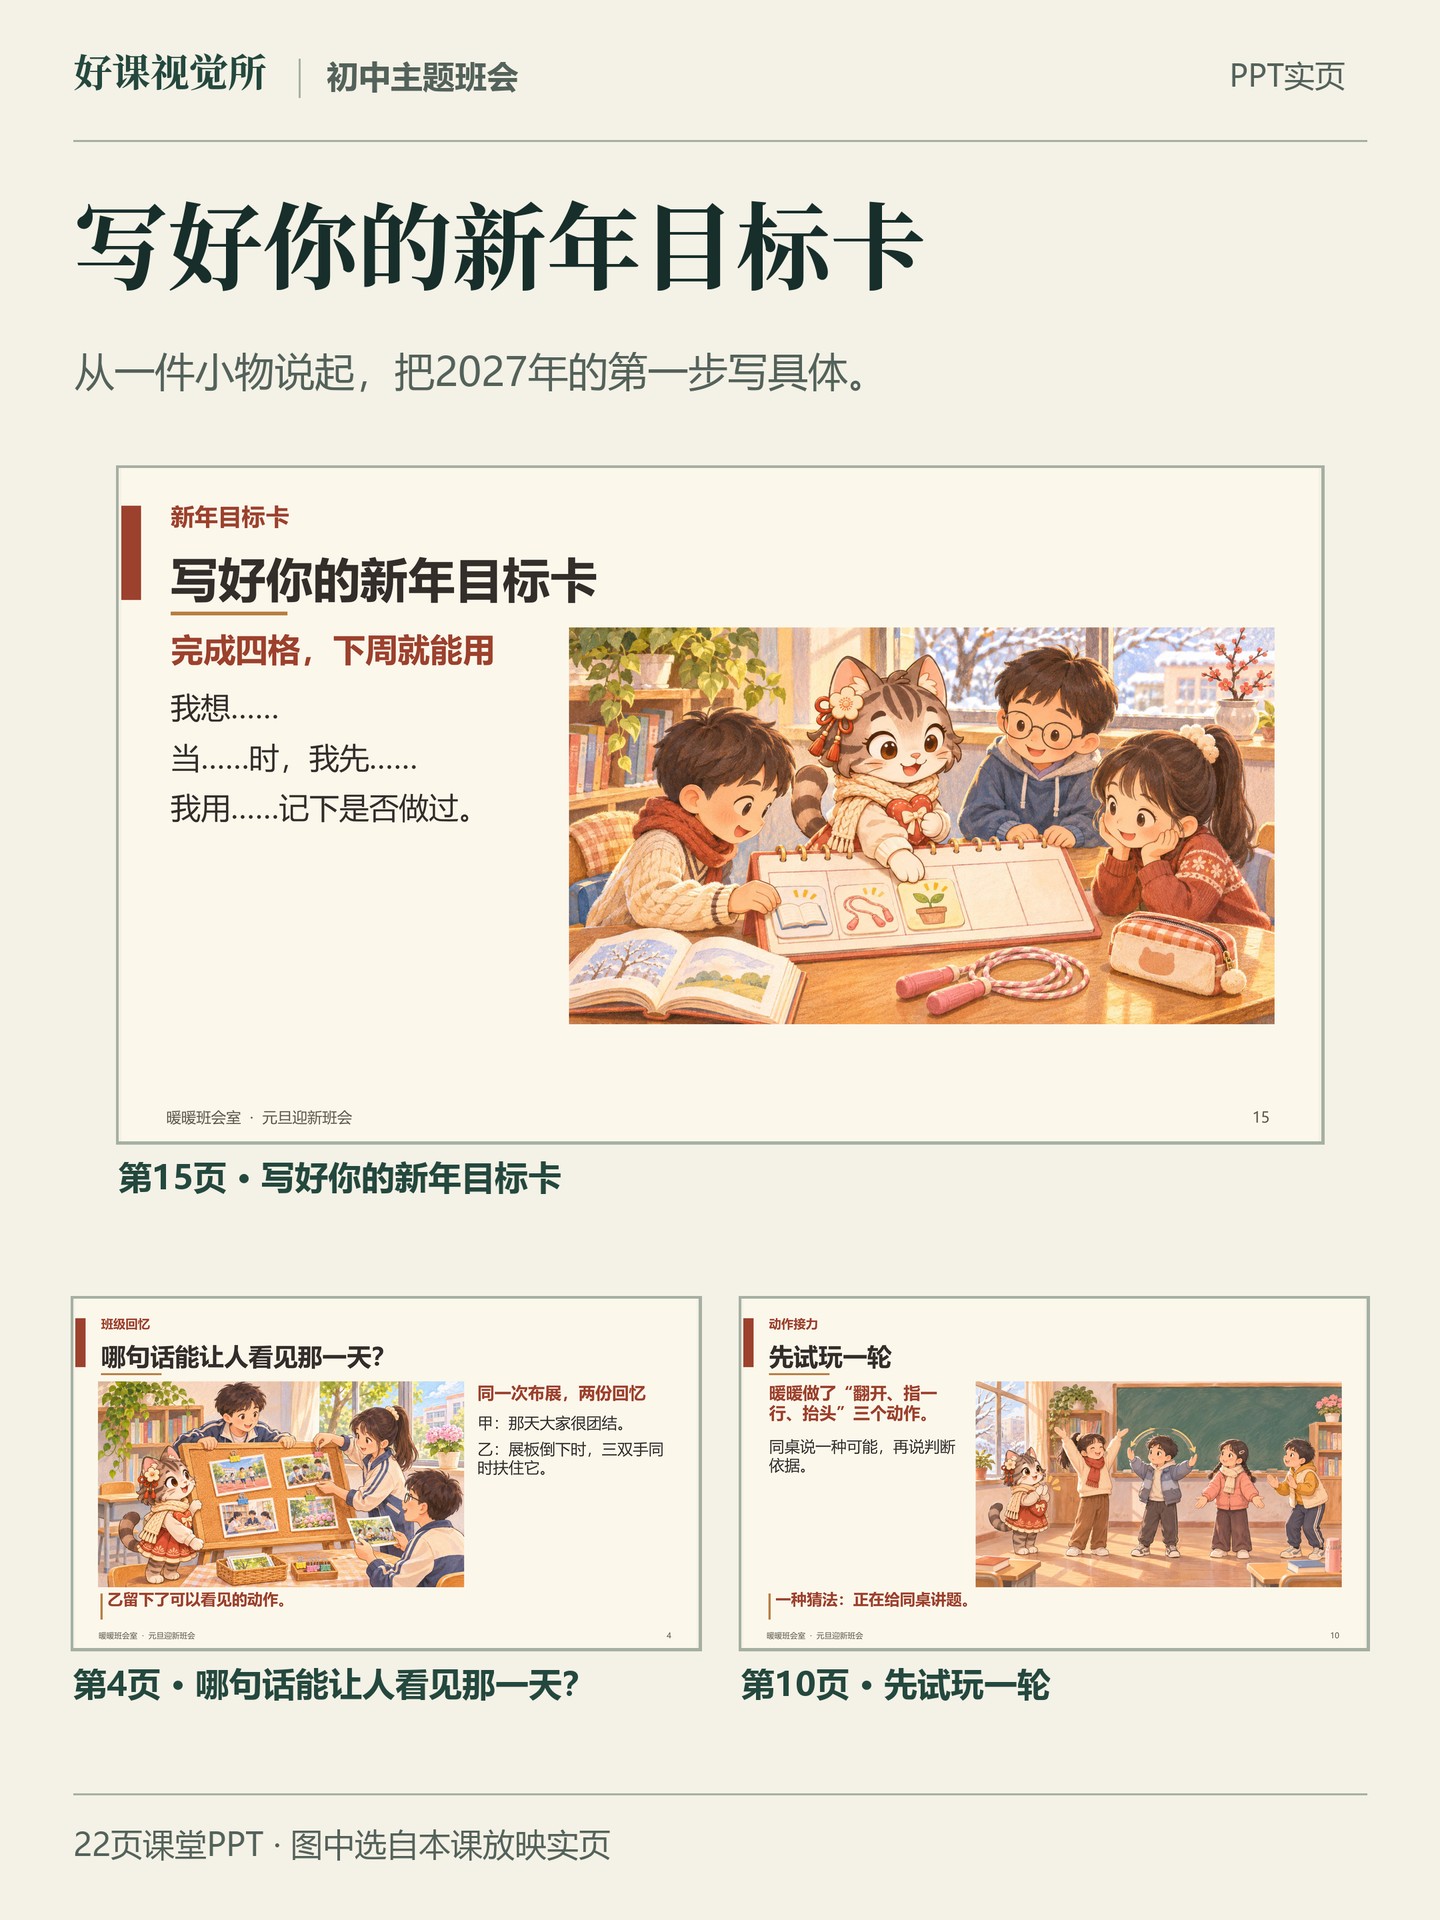 好课视觉所
初中主题班会
PPT实页
写好你的新年目标卡
从一件小物说起，把2027年的第一步写具体。
新年目标卡
写好你的新年目标卡
完成四格，下周就能用
我想……
当……时，我先……
我用……记下是否做过。
暖暖班会室 · 元旦迎新班会
15
第15页 • 写好你的新年目标卡
班级回忆
哪句话能让人看见那一天？
同一次布展，两份回忆
甲：那天大家很团结。
乙：展板倒下时，三双手同
时扶住它。
乙留下了可以看见的动作。
暖暖班会室 · 元旦迎新班会
4
第4页 • 哪句话能让人看见那一天？
动作接力
先试玩一轮
暖暖做了“翻开、指一
行、抬头”三个动作。
同桌说一种可能，再说判断
依据。
一种猜法：正在给同桌讲题。
暖暖班会室 · 元旦迎新班会
10
第10页 • 先试玩一轮
22页课堂PPT · 图中选自本课放映实页